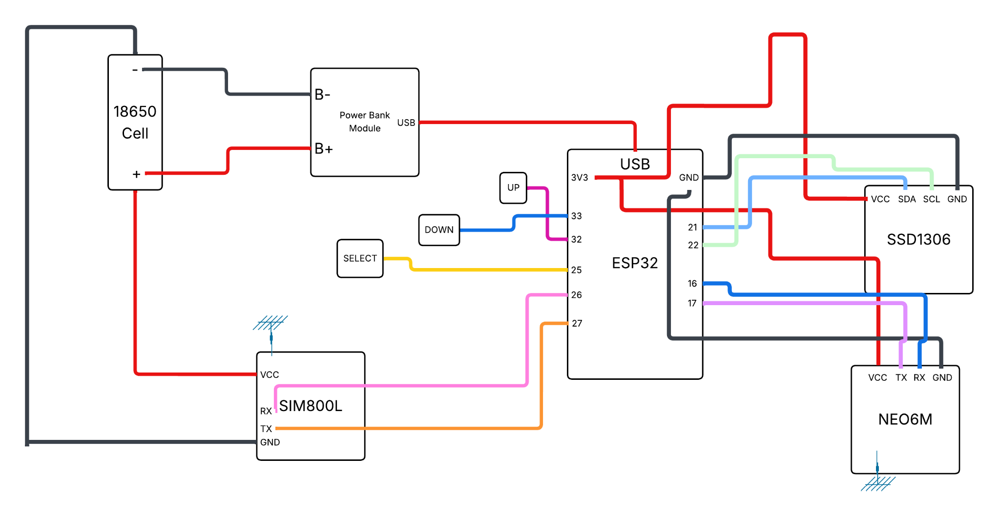 -
18650
Cell
+
B-
Power Bank
Module
USB
B+
USB
3V3
GND
UP
33
DOWN
32
SELECT
25
26
27
21
22
16
17
ESP32
VCC SDA SCL GND
SSD1306
VCC
RX
SIM800L
TX
GND
VCC TX RX GND
NEO6M